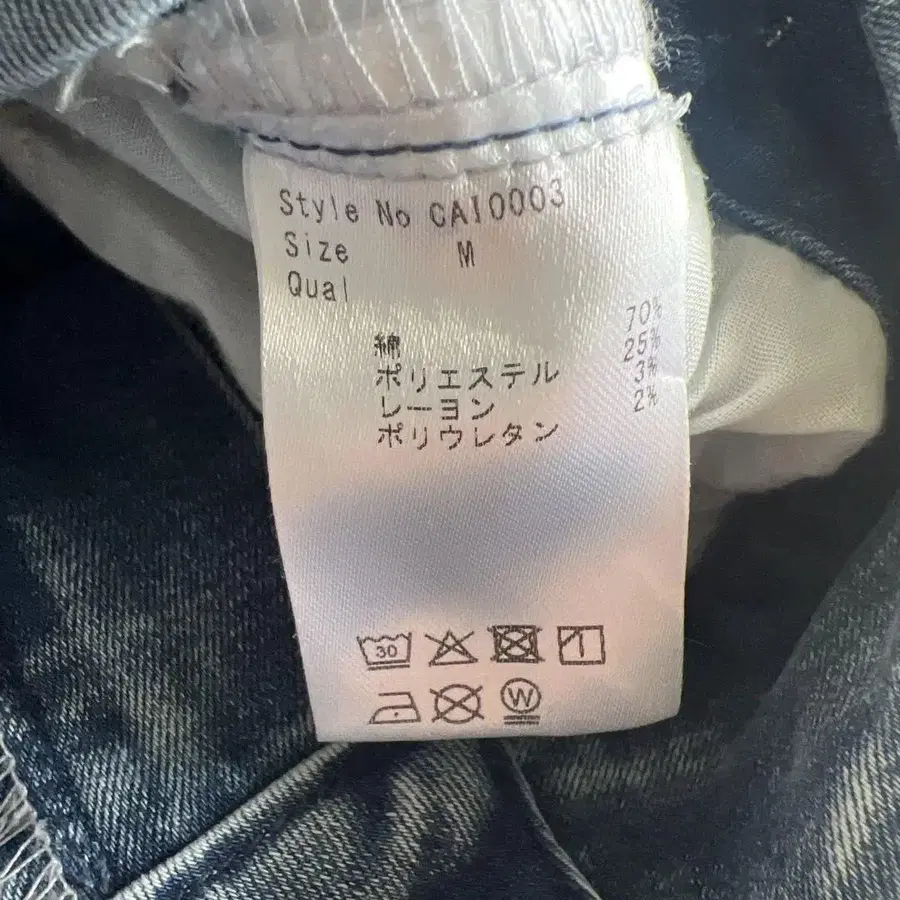 Style No CAI0003
Size M
Qual
綿 70%
ポリエステル 25%
レーヨン 3%
ポリウレタン 2%
30
W